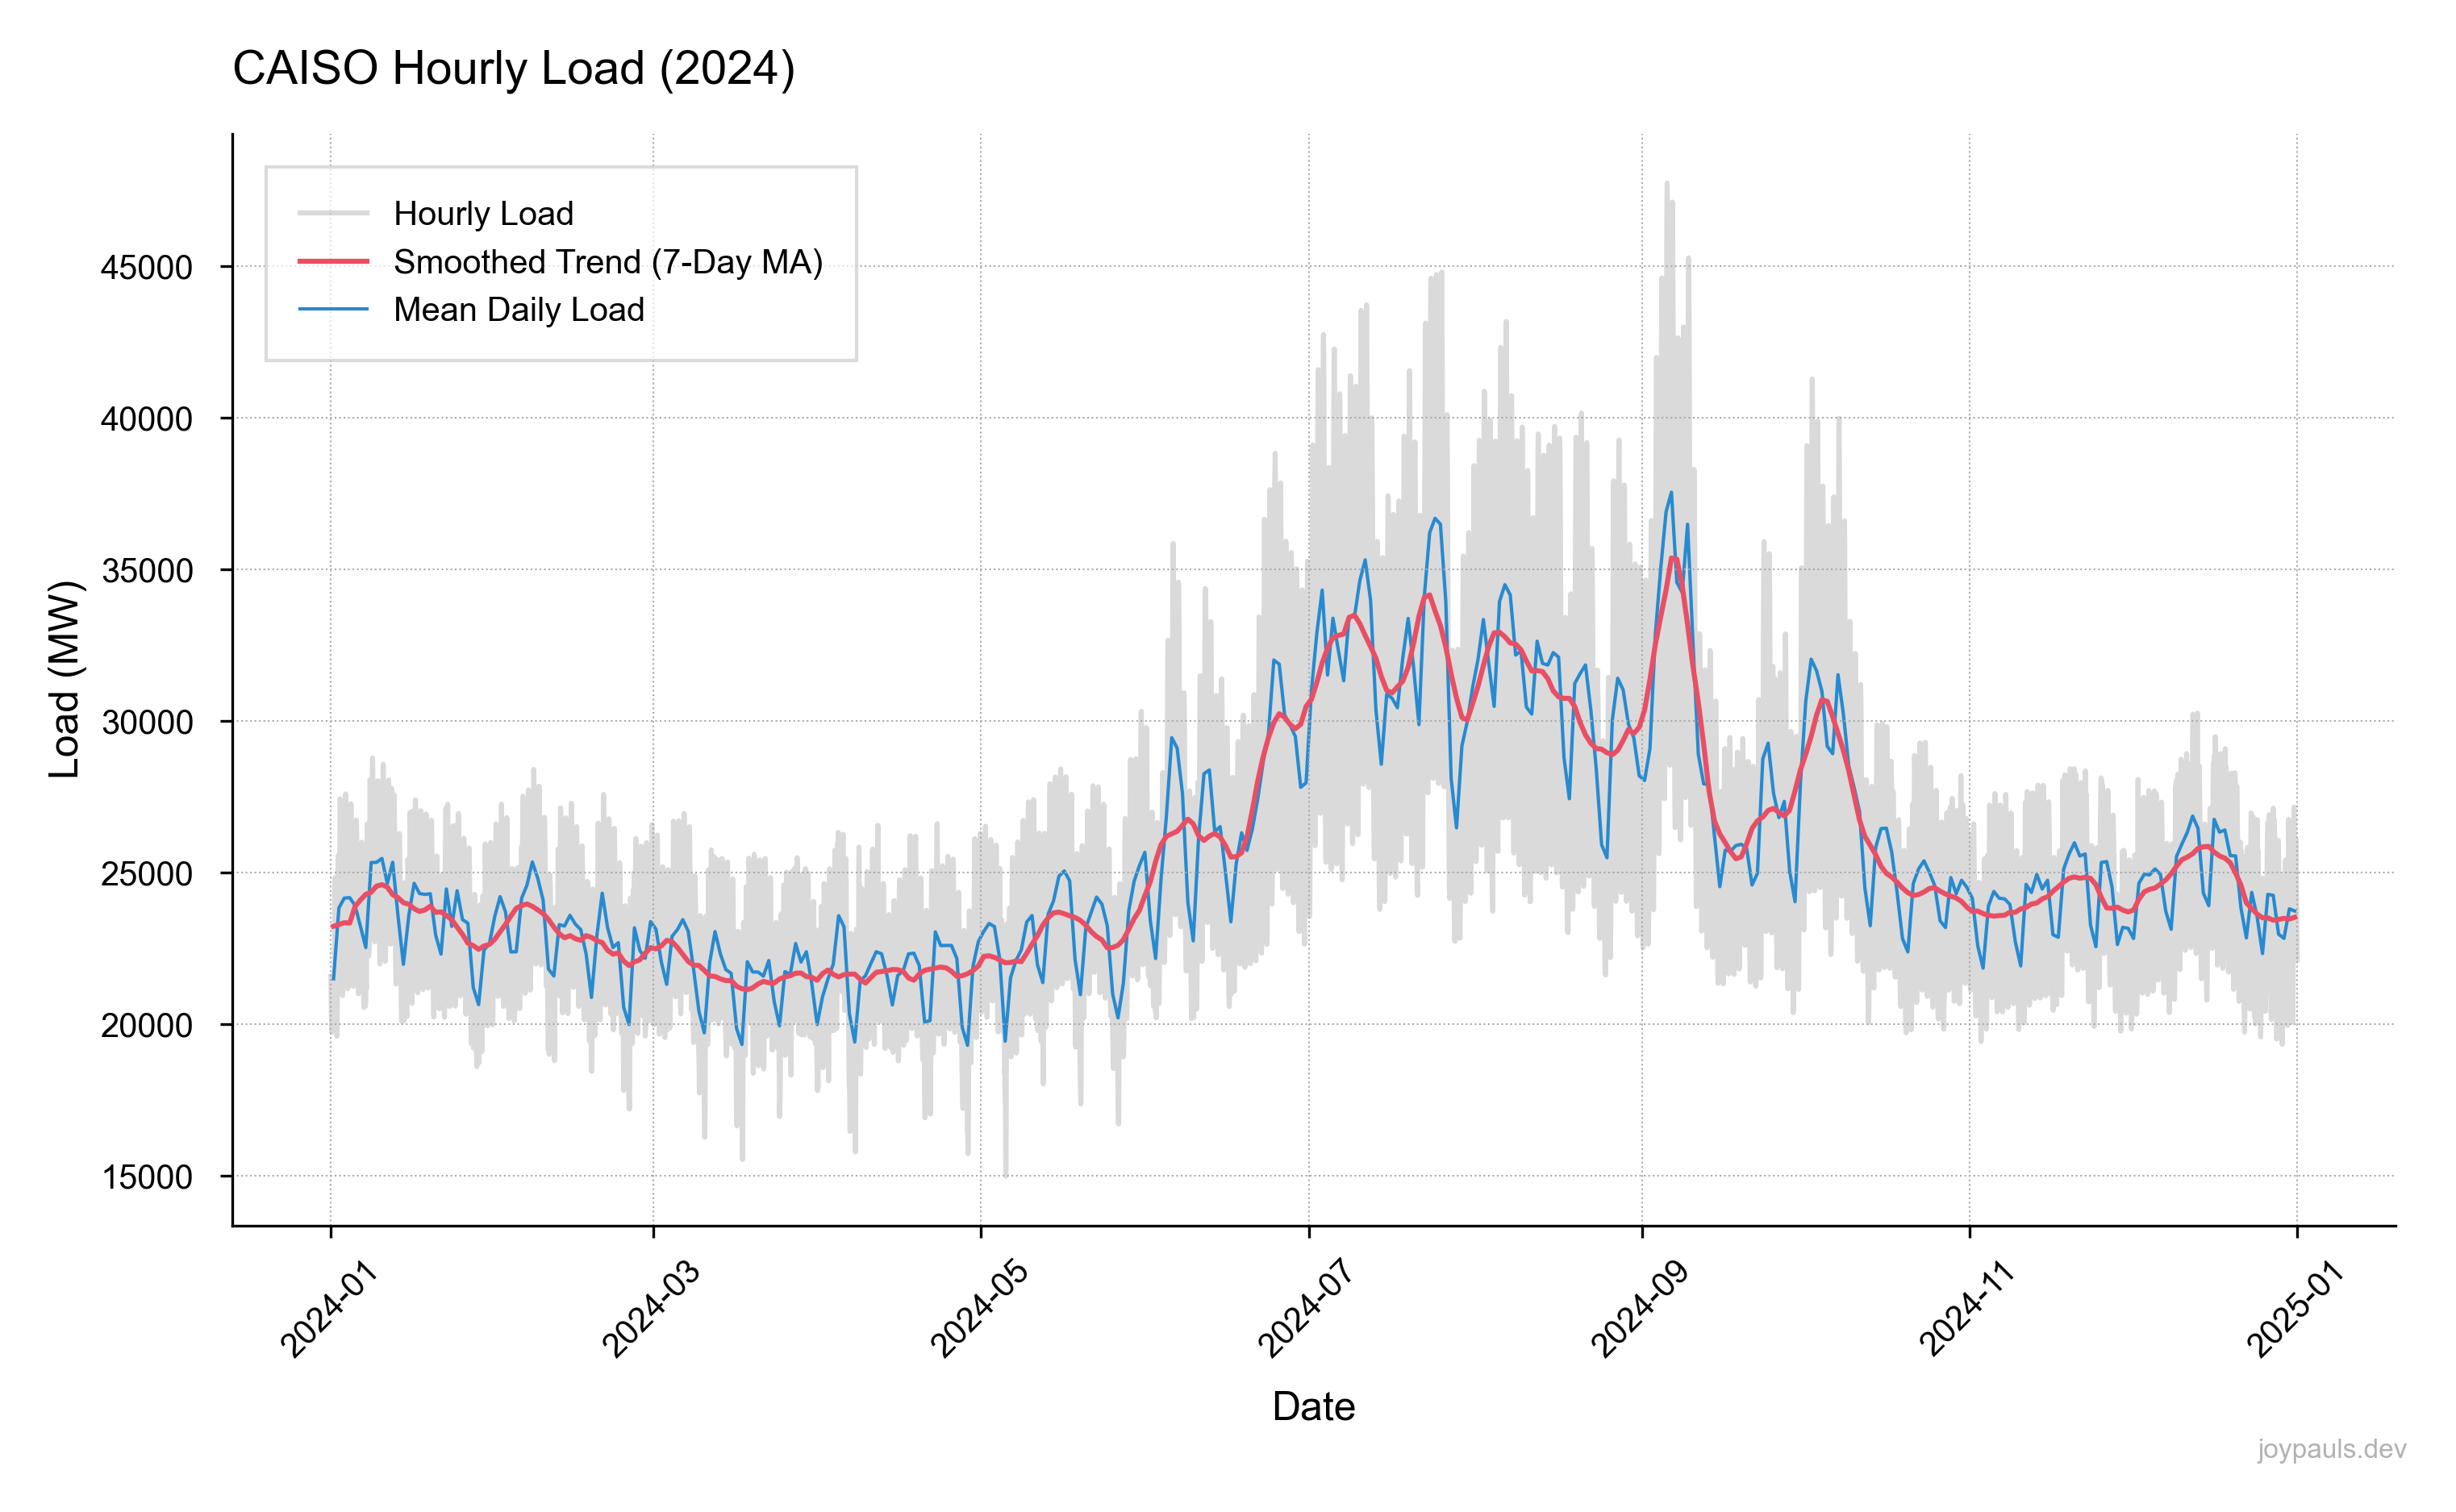 CAISO Hourly Load (2024)
Hourly Load
Smoothed Trend (7-Day MA)
Mean Daily Load
45000
40000
35000
30000
25000
20000
15000
Load (MW)
2024-01
2024-03
2024-05
2024-07
2024-09
2024-11
2025-01
Date
joypauls.dev